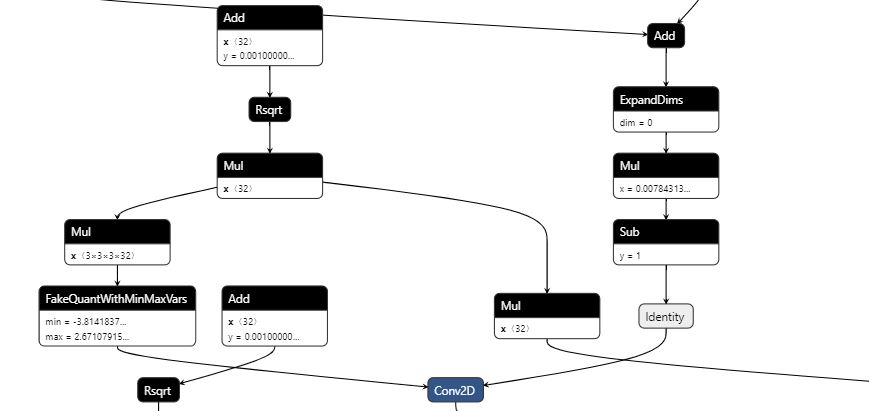 Add
x ⟨32⟩
y = 0.00100000...
Add
Rsqrt
ExpandDims
dim = 0
Mul
x ⟨32⟩
Mul
x = 0.00784313...
Mul
x ⟨3×3×3×32⟩
Sub
y = 1
FakeQuantWithMinMaxVars
min = -3.8141837...
max = 2.67107915...
Add
x ⟨32⟩
y = 0.00100000...
Mul
x ⟨32⟩
Identity
Rsqrt
Conv2D